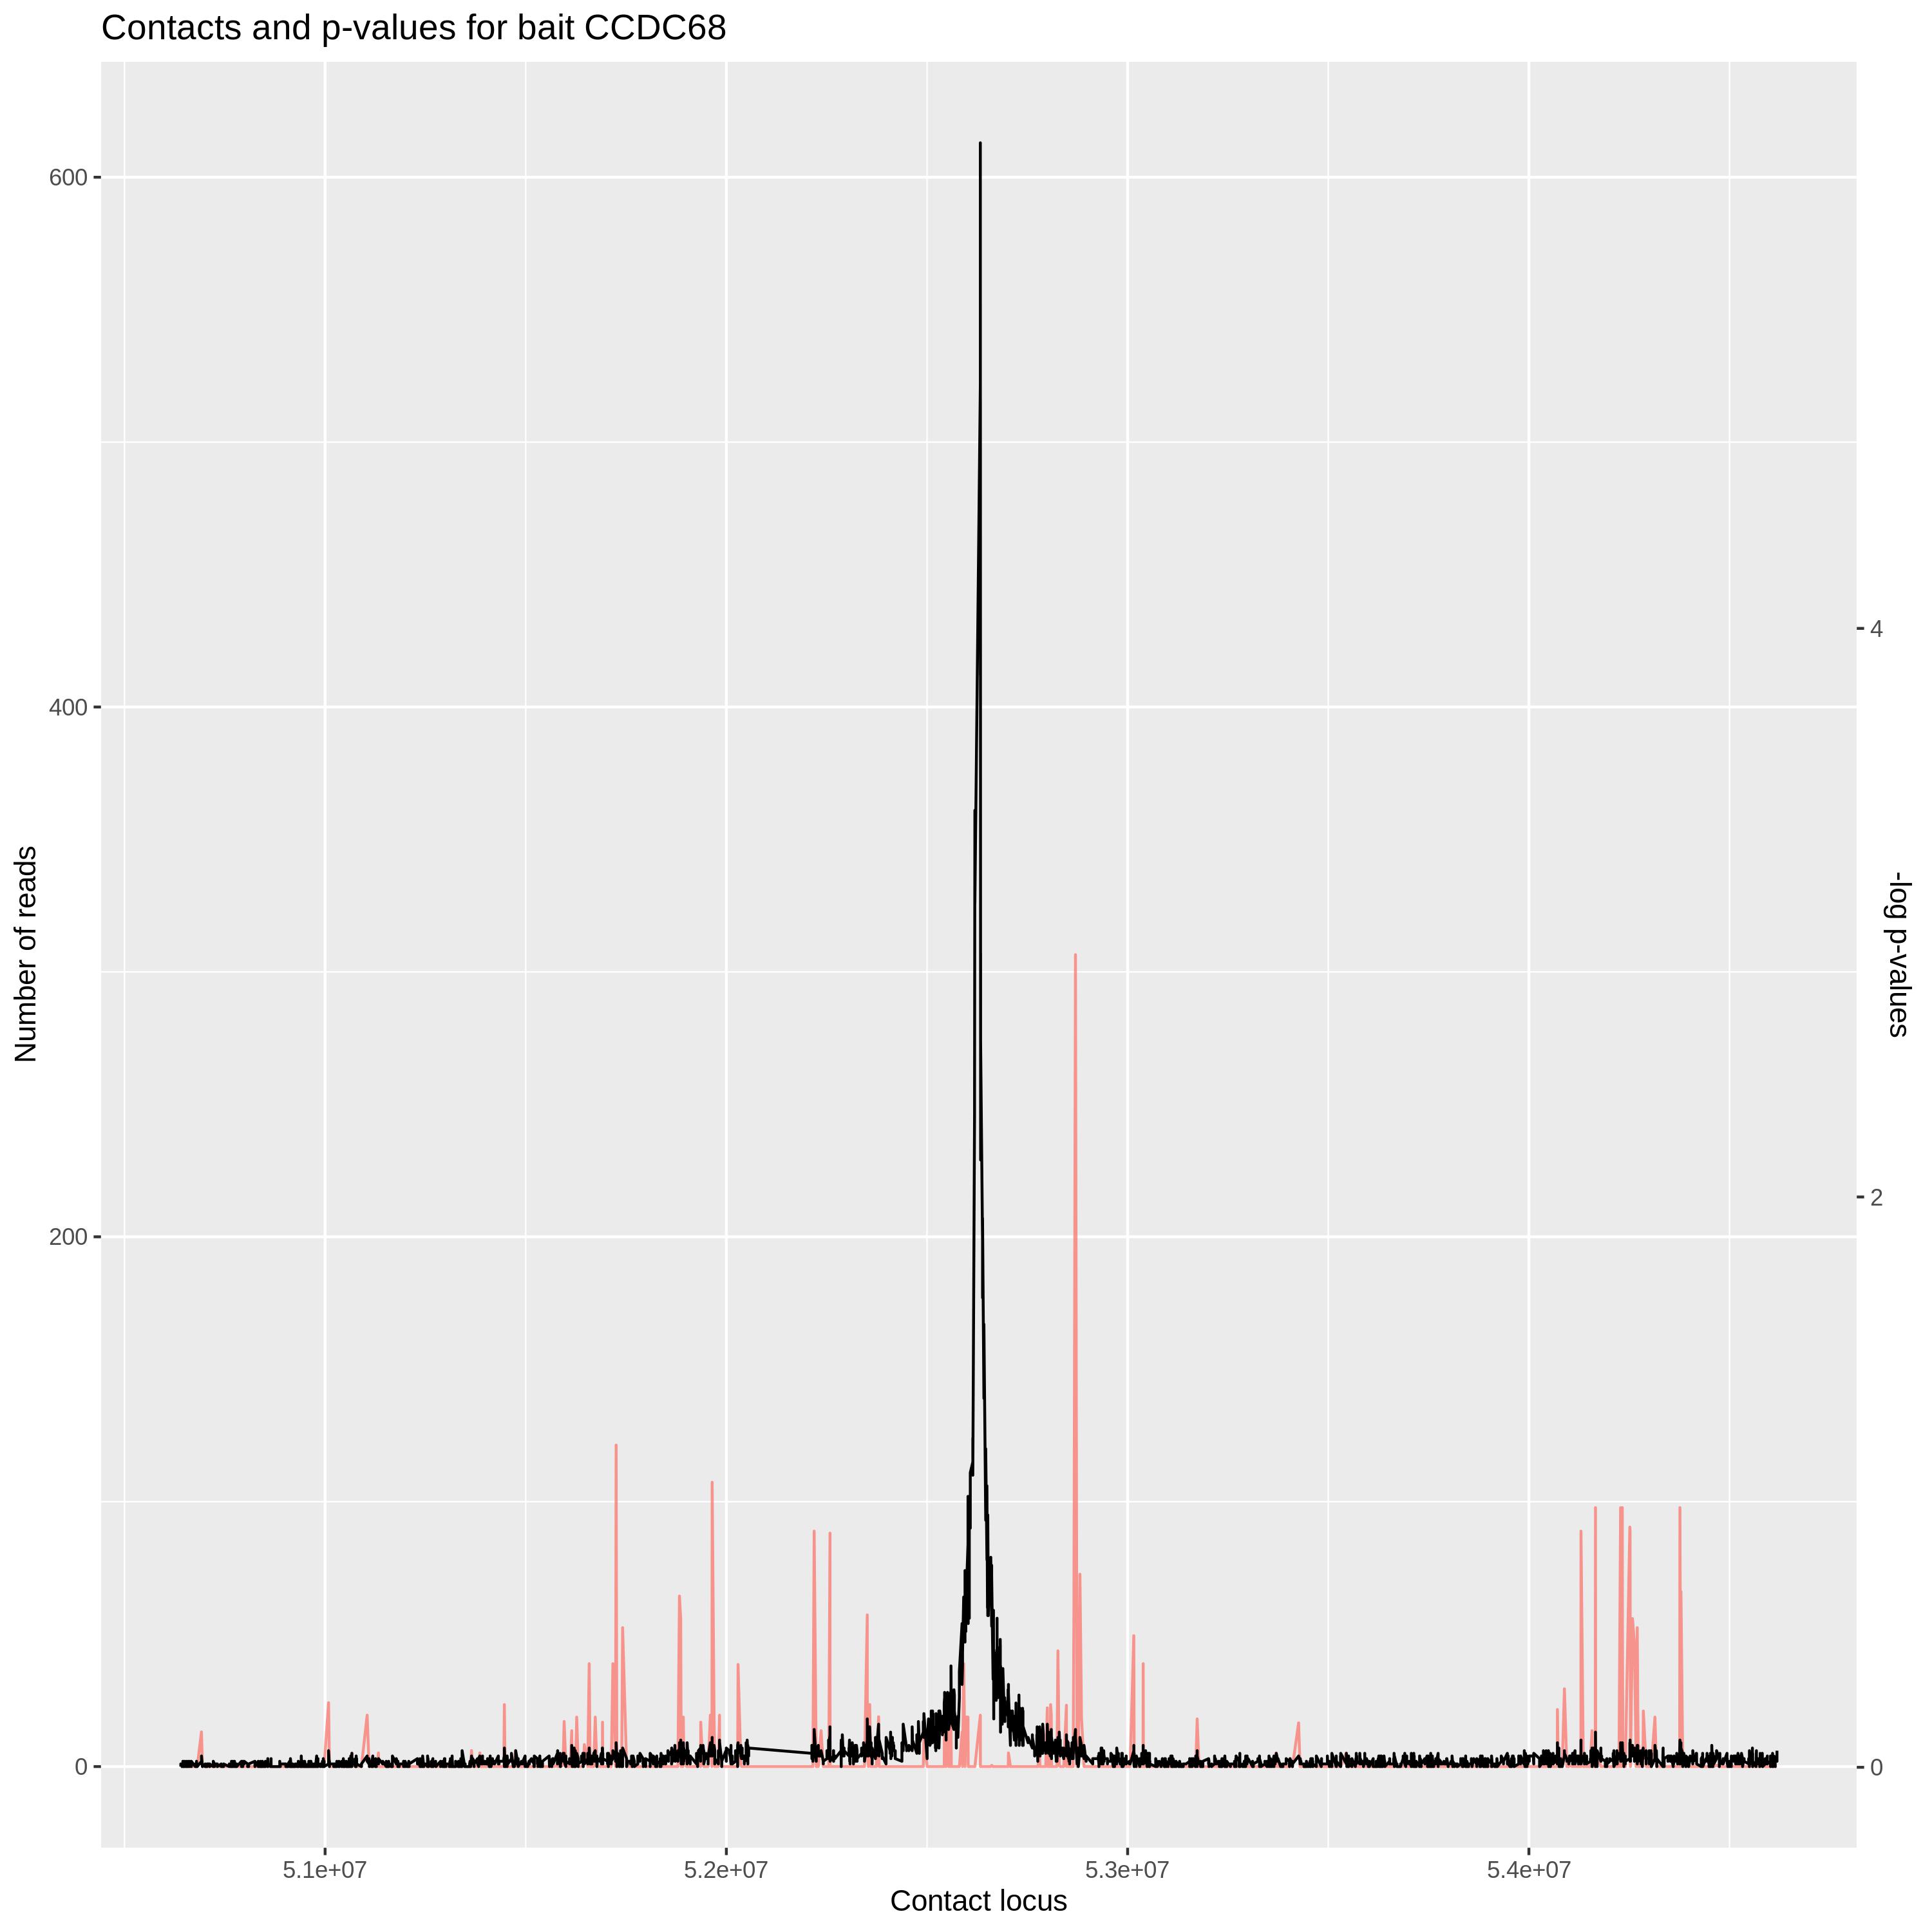 Contacts and p-values for bait CCDC68
600
400
200
0
Number of reads
4
2
0
-log p-values
5.1e+07
5.2e+07
5.3e+07
5.4e+07
Contact locus